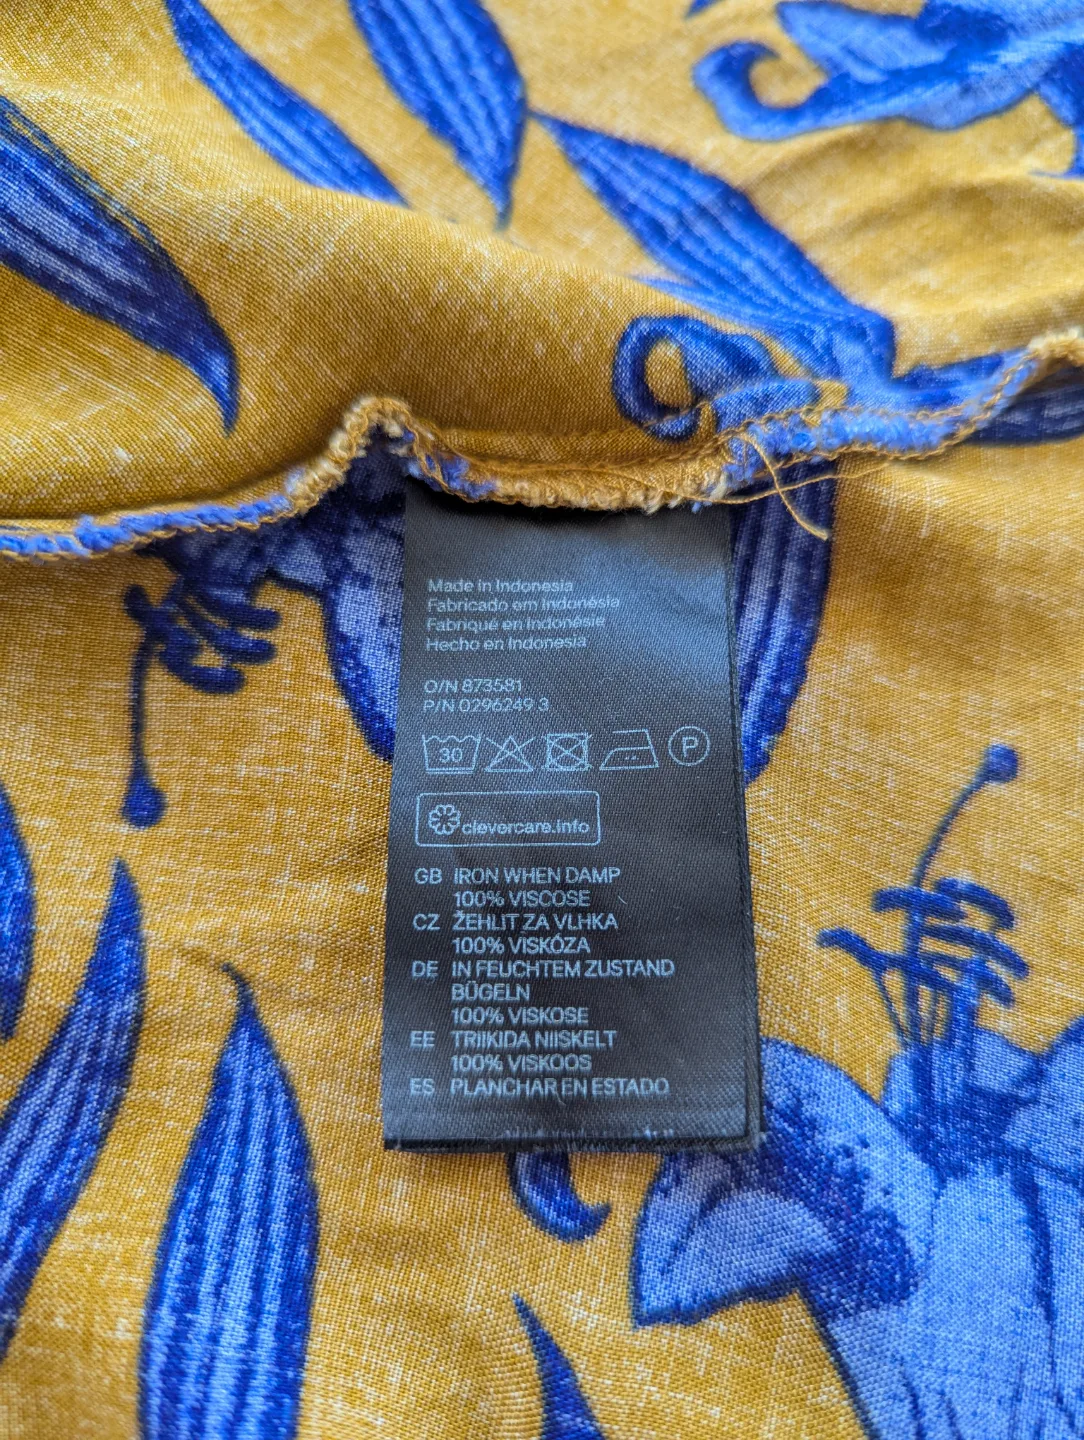 Made in Indonesia
Fabricado em Indonésia
Fabriqué en Indonésie
Hecho en Indonesia
O/N 873581
P/N 0296249 3
30 P
clevercare.info
GB IRON WHEN DAMP
100% VISCOSE
CZ ŽEHLIT ZA VLHKA
100% VISKÓZA
DE IN FEUCHTEM ZUSTAND
BÜGELN
100% VISKOSE
EE TRIIKIDA NIISKELT
100% VISKOOS
ES PLANCHAR EN ESTADO